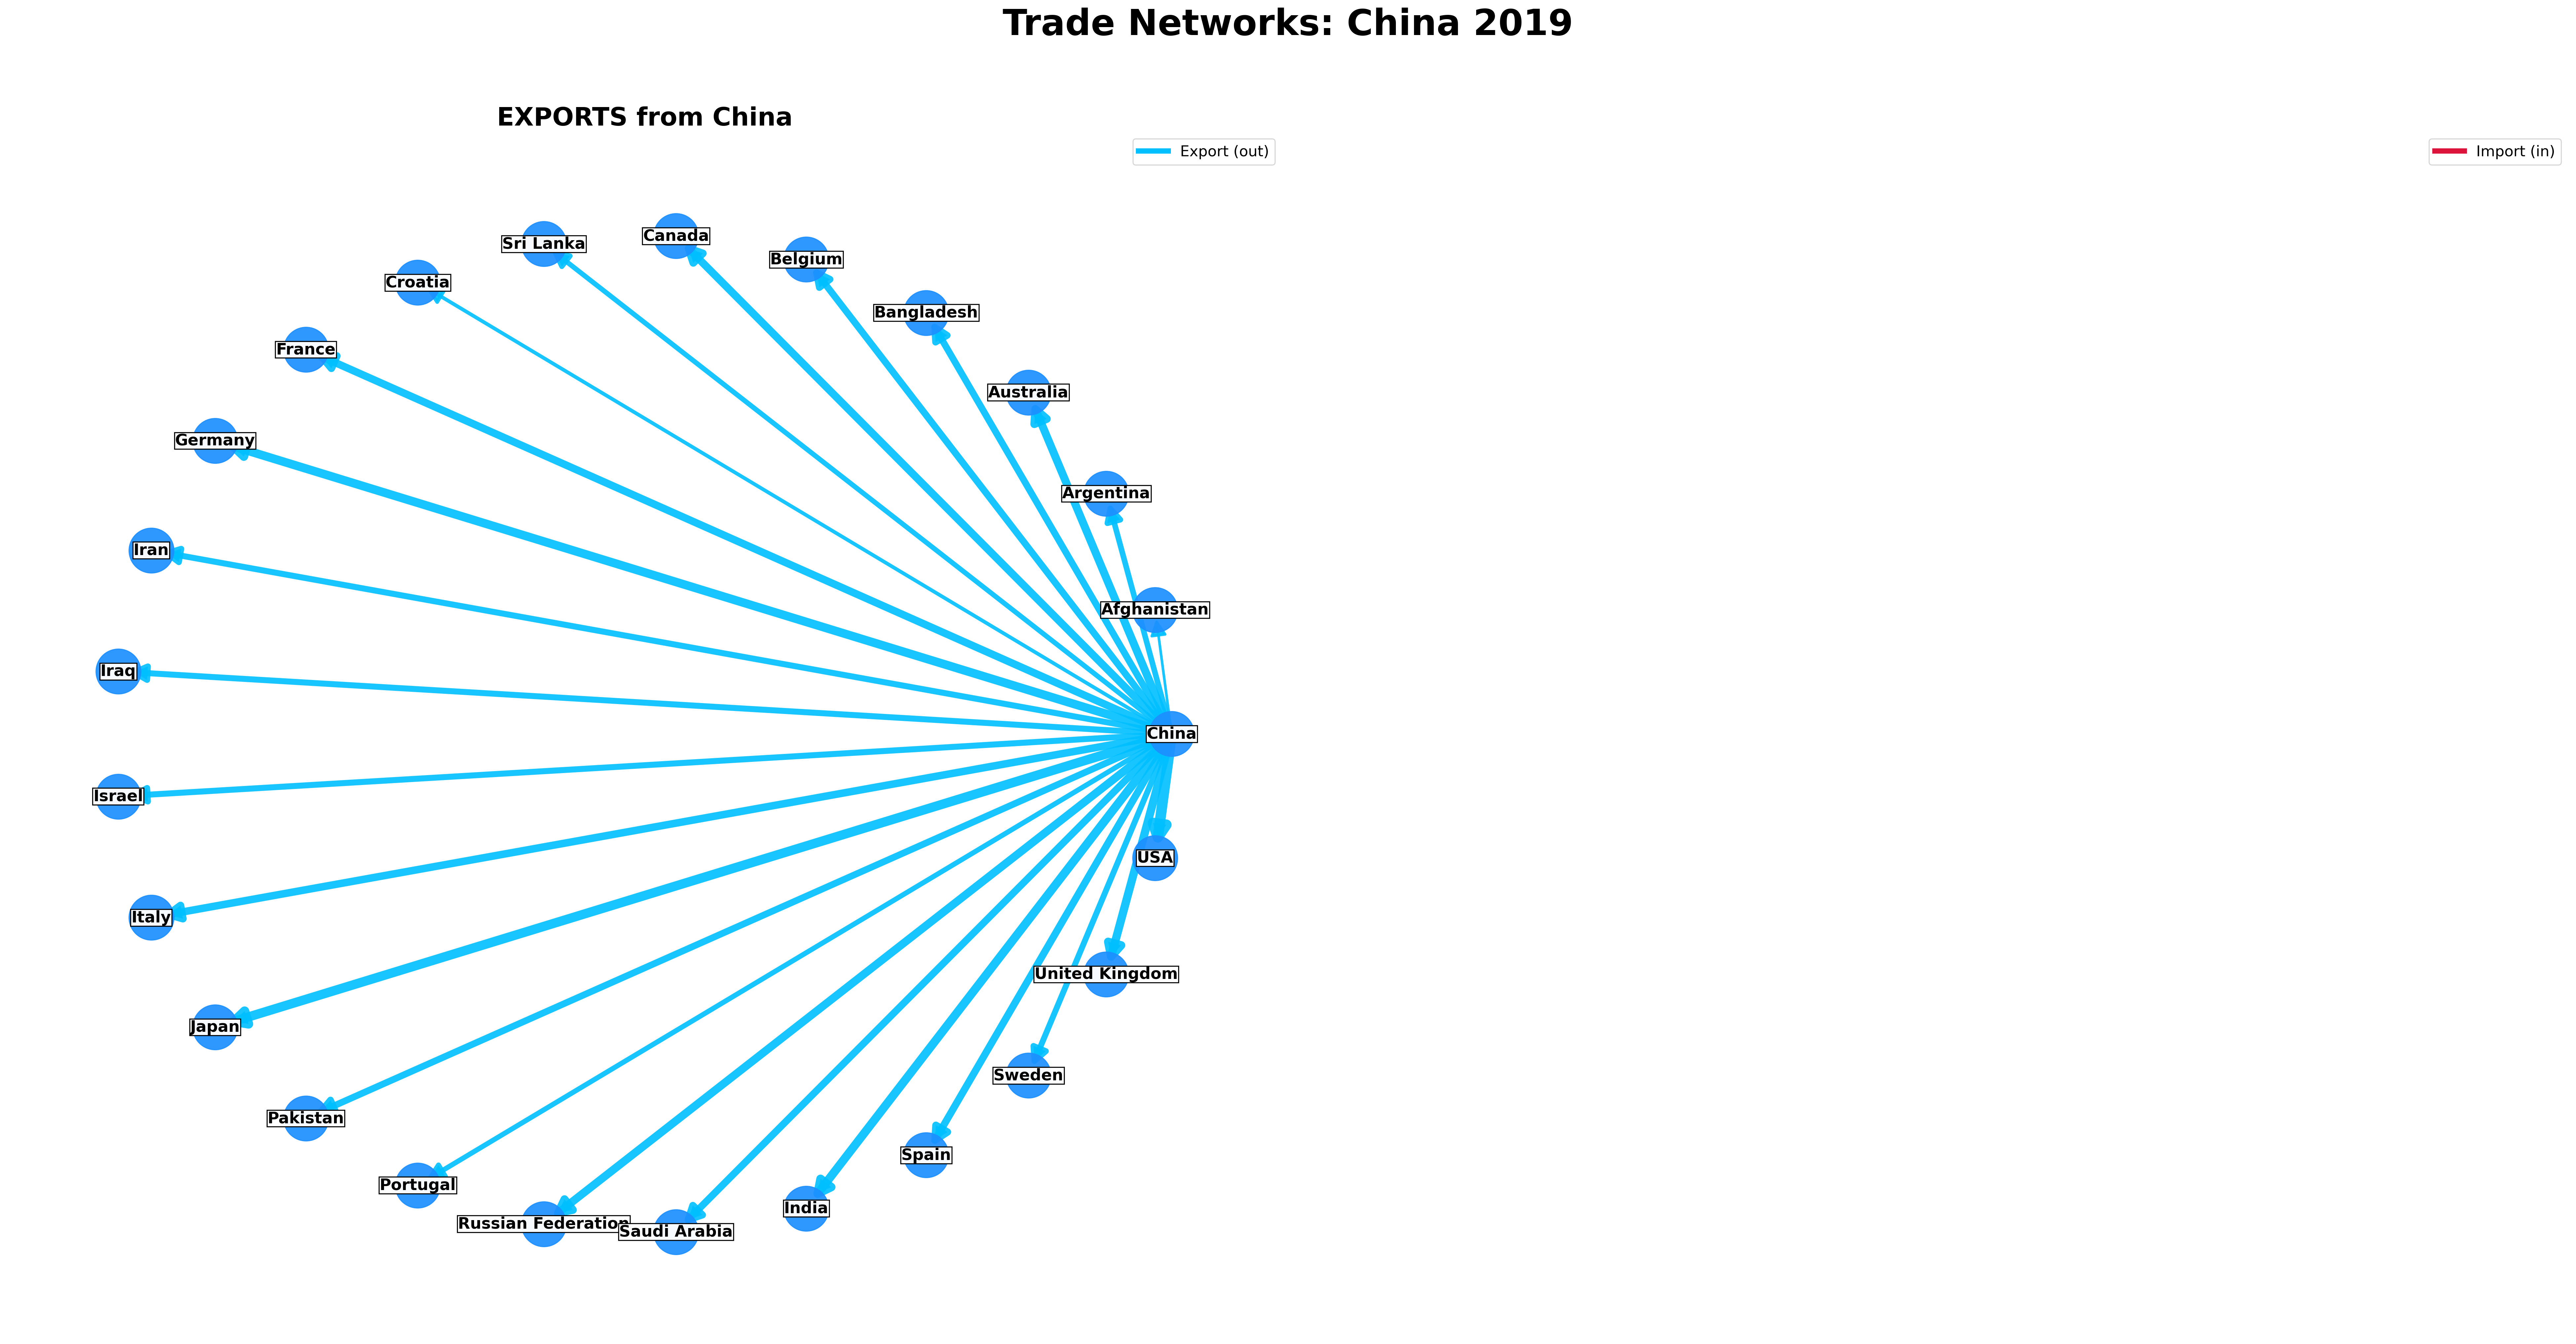 Trade Networks: China 2019
EXPORTS from China
Export (out)
Import (in)
Canada
Sri Lanka
Belgium
Croatia
Bangladesh
France
Australia
Germany
Argentina
Iran
Afghanistan
Iraq
China
Israel
USA
Italy
United Kingdom
Japan
Sweden
Pakistan
Spain
Portugal
India
Russian Federation
Saudi Arabia